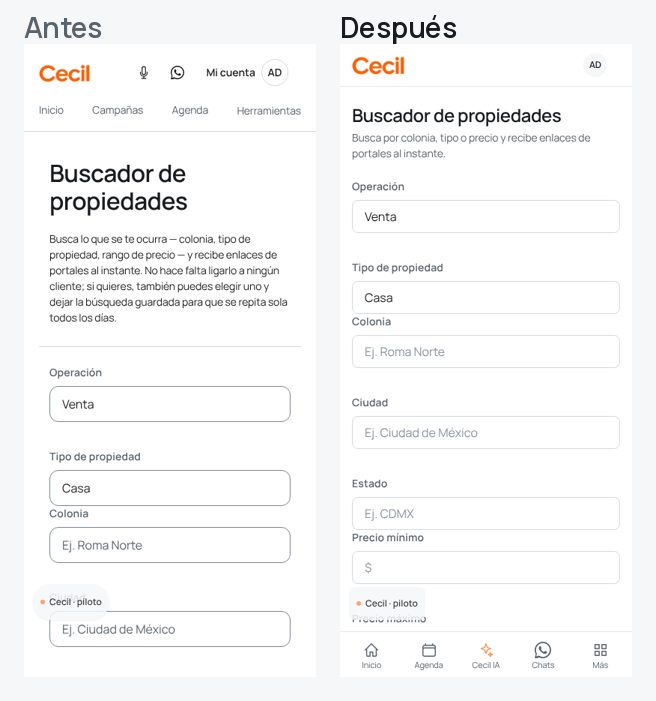 Antes
Cecil
Mi cuenta
AD
Inicio
Campañas
Agenda
Herramientas
Buscador de
propiedades
Busca lo que se te ocurra — colonia, tipo de
propiedad, rango de precio — y recibe enlaces de
portales al instante. No hace falta ligarlo a ningún
cliente; si quieres, también puedes elegir uno y
dejar la búsqueda guardada para que se repita sola
todos los días.
Operación
Venta
Tipo de propiedad
Casa
Colonia
Ej. Roma Norte
Ciudad
Cecil · piloto
Ej. Ciudad de México
Después
Cecil
AD
Buscador de propiedades
Busca por colonia, tipo o precio y recibe enlaces de
portales al instante.
Operación
Venta
Tipo de propiedad
Casa
Colonia
Ej. Roma Norte
Ciudad
Ej. Ciudad de México
Estado
Ej. CDMX
Precio mínimo
$
Cecil · piloto
Precio máximo
Inicio
Agenda
Cecil IA
Chats
Más